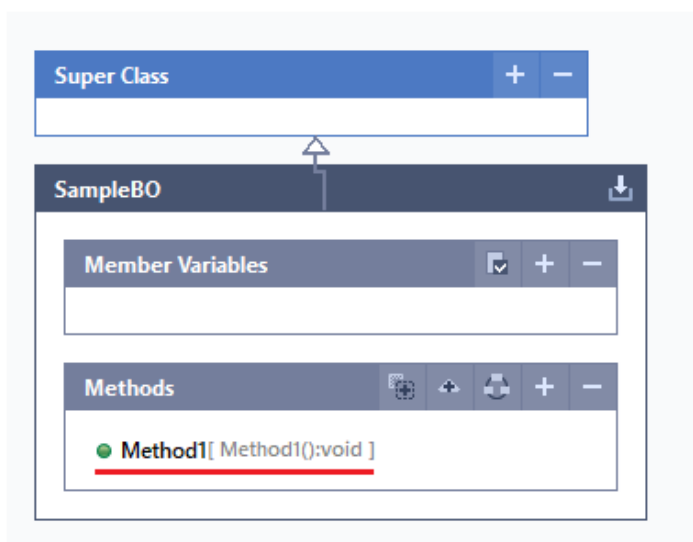 Super Class
SampleBO
Member Variables
Methods
Method1[ Method1():void ]